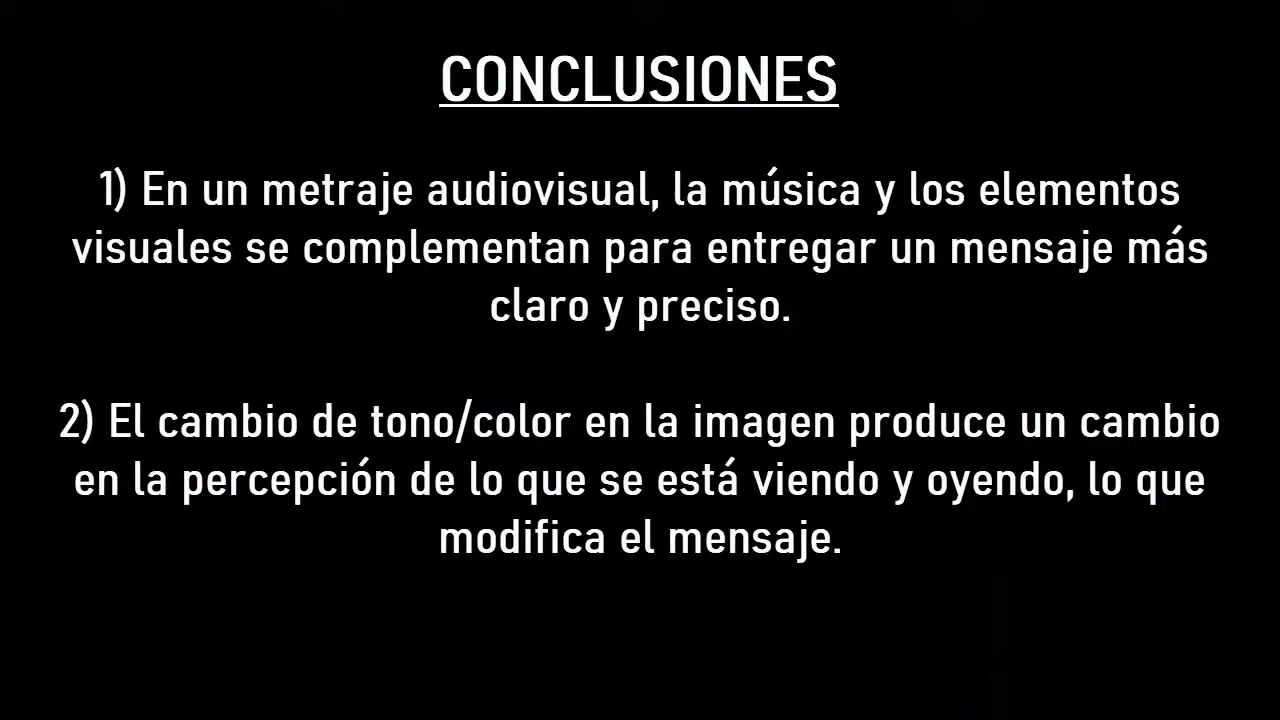 CONCLUSIONES
1) En un metraje audiovisual, la música y los elementos
visuales se complementan para entregar un mensaje más
claro y preciso.
2) El cambio de tono/color en la imagen produce un cambio
en la percepción de lo que se está viendo y oyendo, lo que
modifica el mensaje.